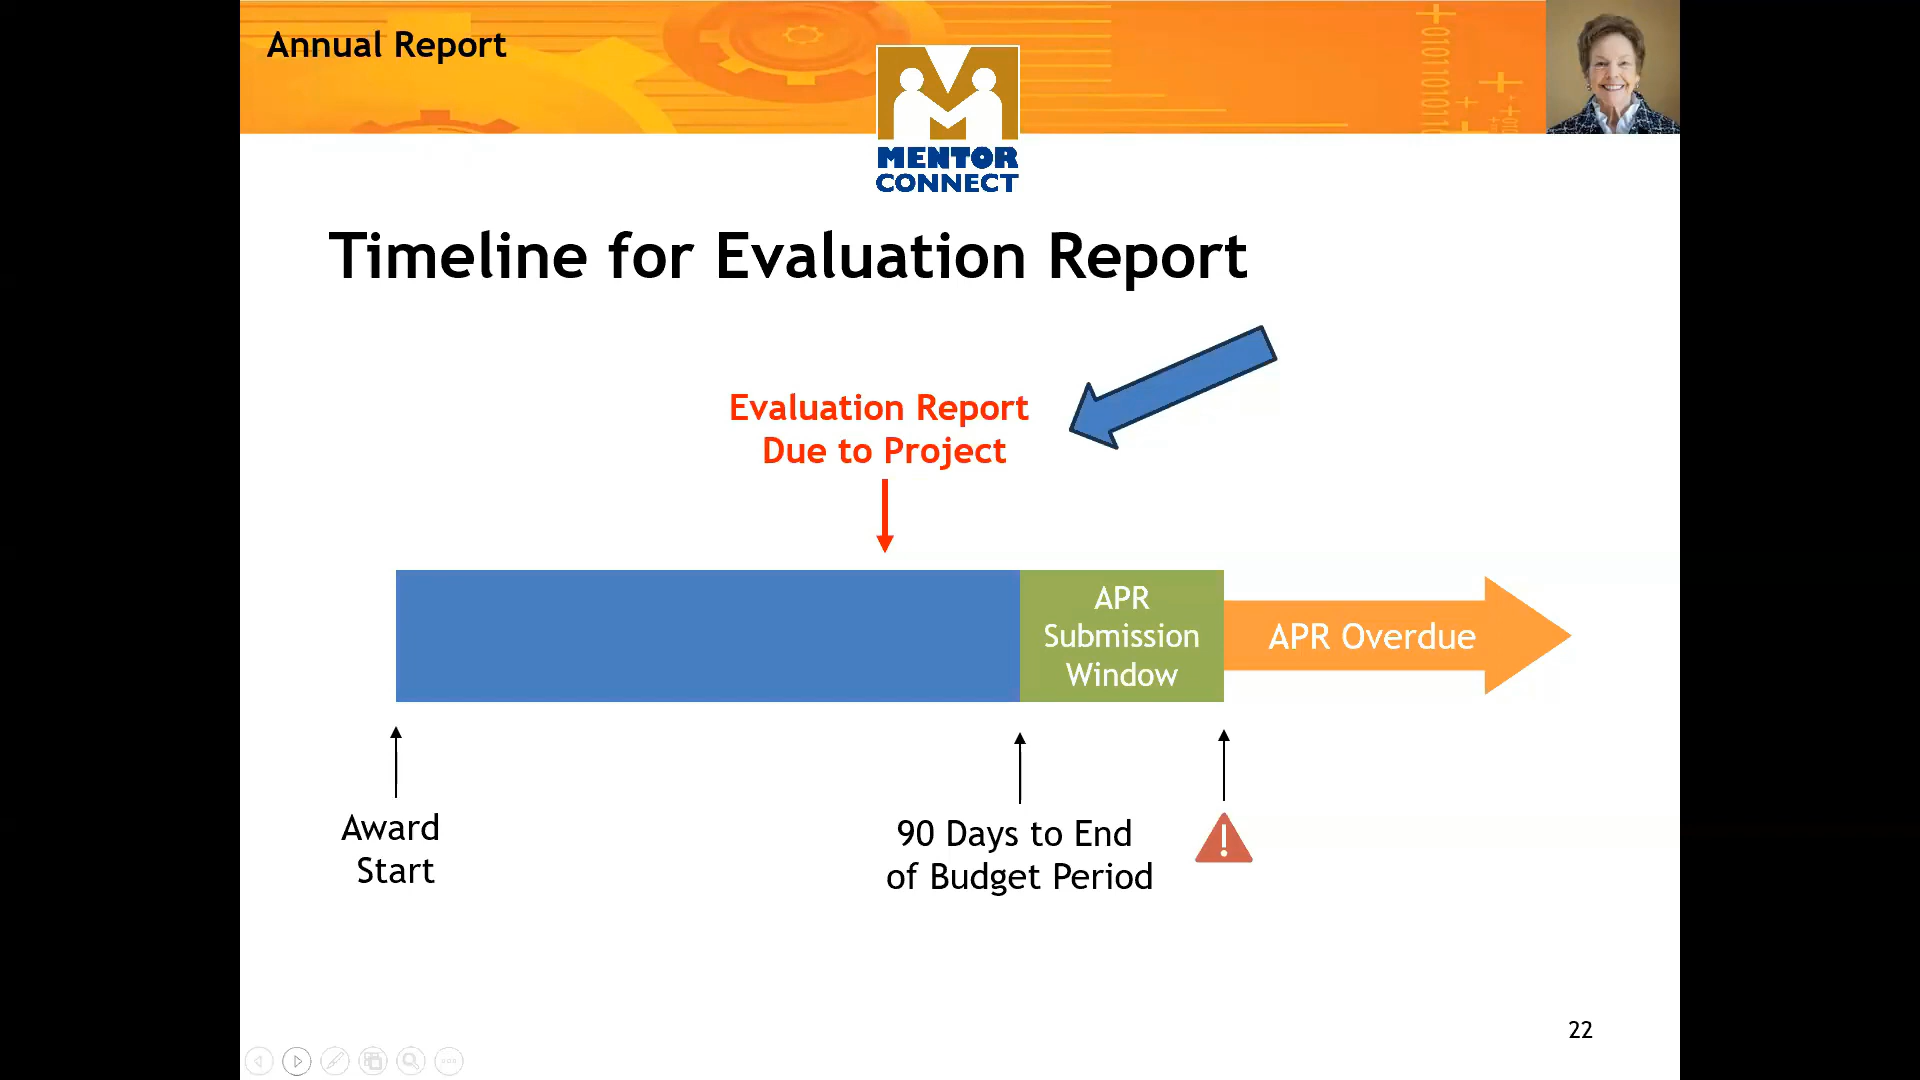 Annual Report
MENTOR
CONNECT
Timeline for Evaluation Report
Evaluation Report
Due to Project
APR
Submission
Window
APR Overdue
Award
Start
90 Days to End
of Budget Period
22